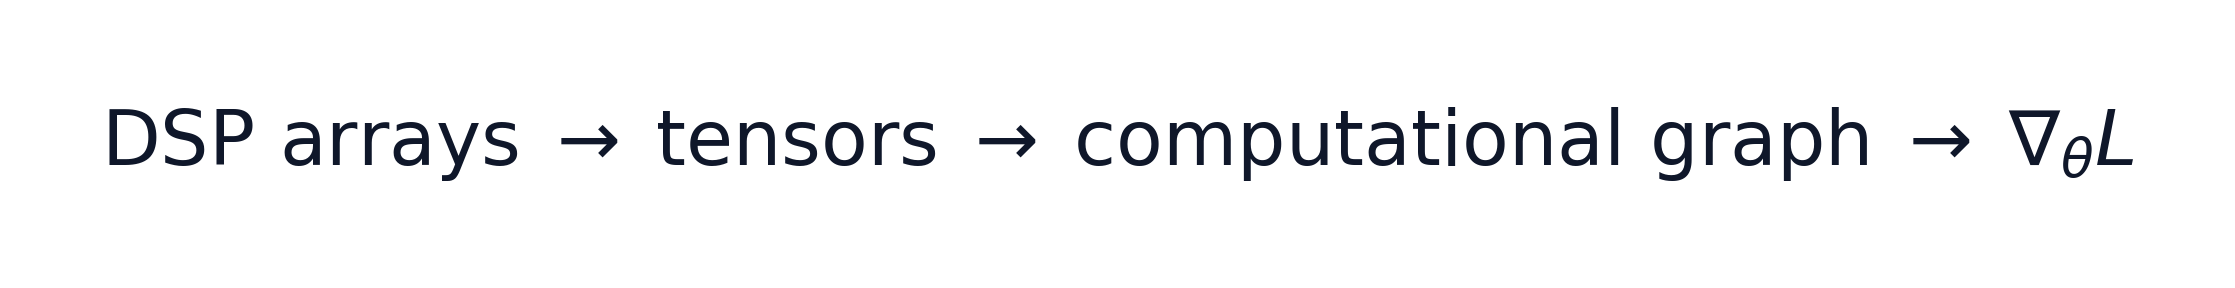 DSP arrays → tensors → computational graph → ∇θL